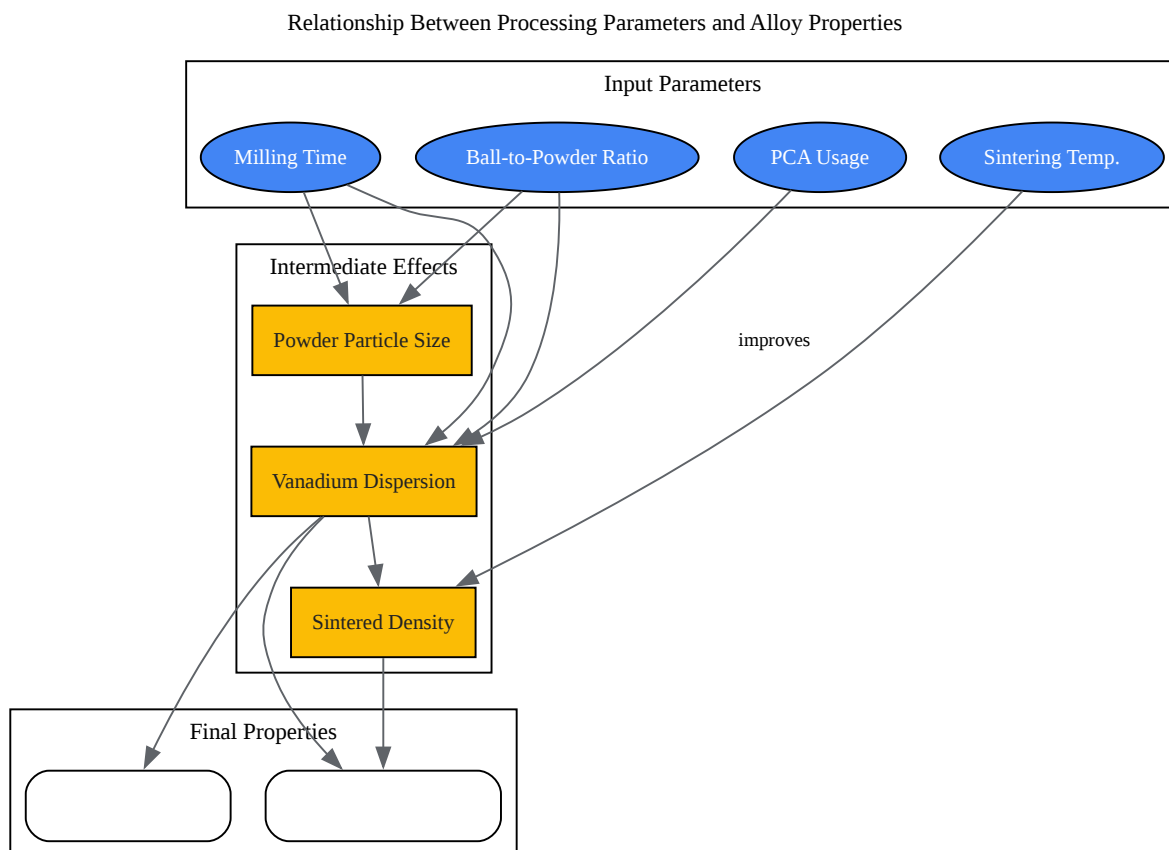 Relationship Between Processing Parameters and Alloy Properties
Input Parameters
Milling Time
Ball-to-Powder Ratio
PCA Usage
Sintering Temp.
Intermediate Effects
Powder Particle Size
improves
Vanadium Dispersion
Sintered Density
Final Properties